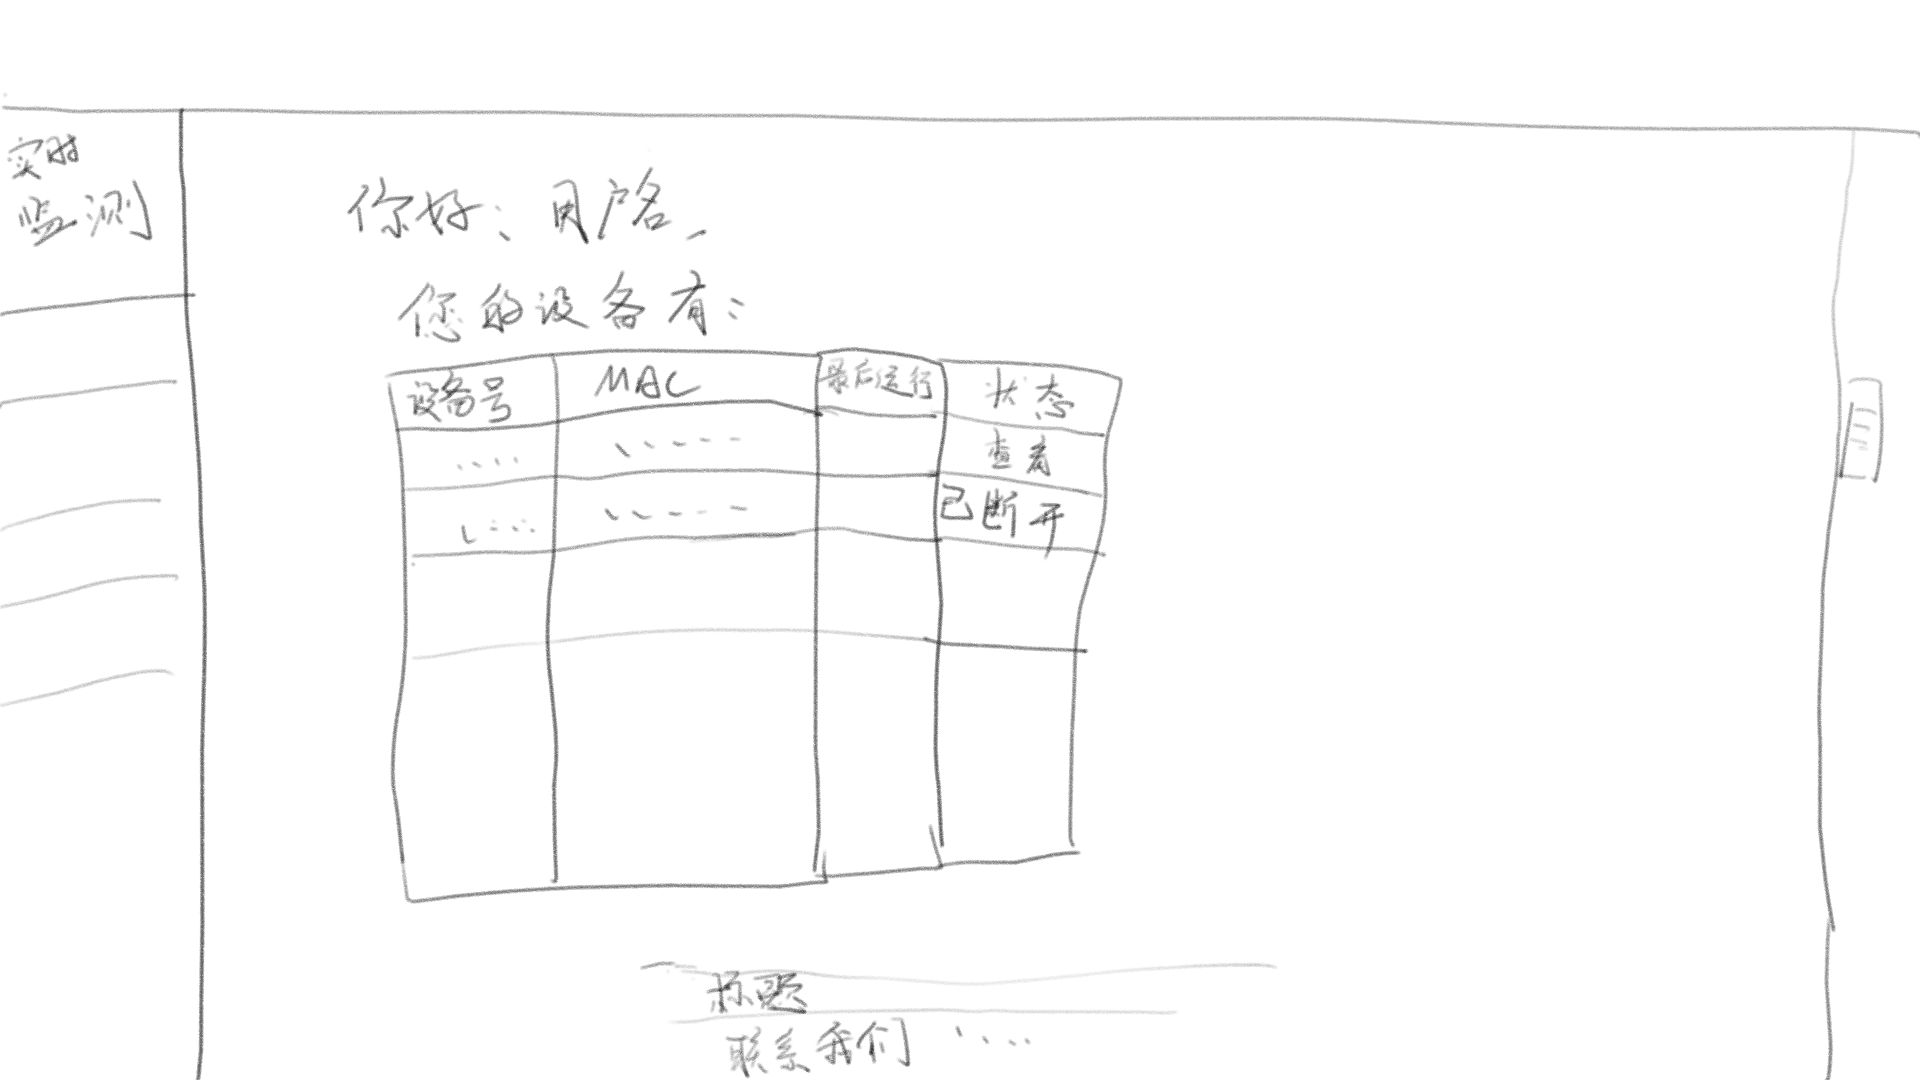 实时
监测
你好：用户名，
您的设备有：
设备号 MAC 最后运行 状态
..... ..... 查看
..... ..... 已断开
标题
联系我们 .....